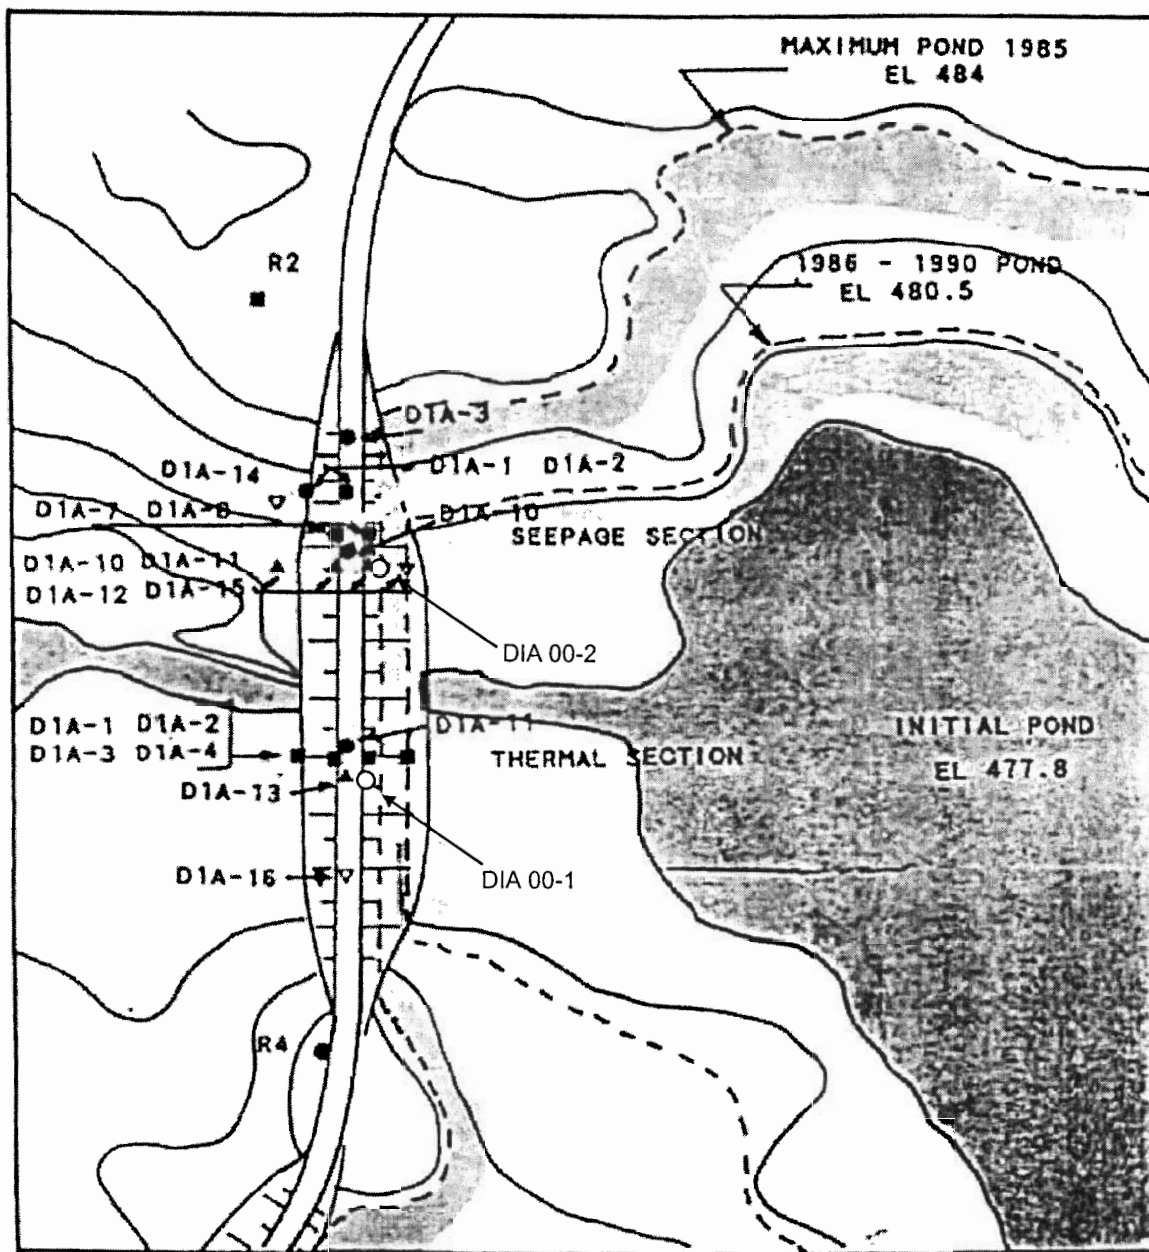 MAXIMUM POND 1985
EL 484
R2
1986 - 1990 POND
EL 480.5
D1A-3
D1A-14
D1A-1 D1A-2
D1A-7 D1A-8
D1A-10
SEEPAGE SECTION
D1A-10 D1A-11
D1A-12 D1A-15
DIA 00-2
D1A-1 D1A-2
D1A-3 D1A-4
D1A-11
INITIAL POND
EL 477.8
THERMAL SECTION
D1A-13
D1A-16
DIA 00-1
R4